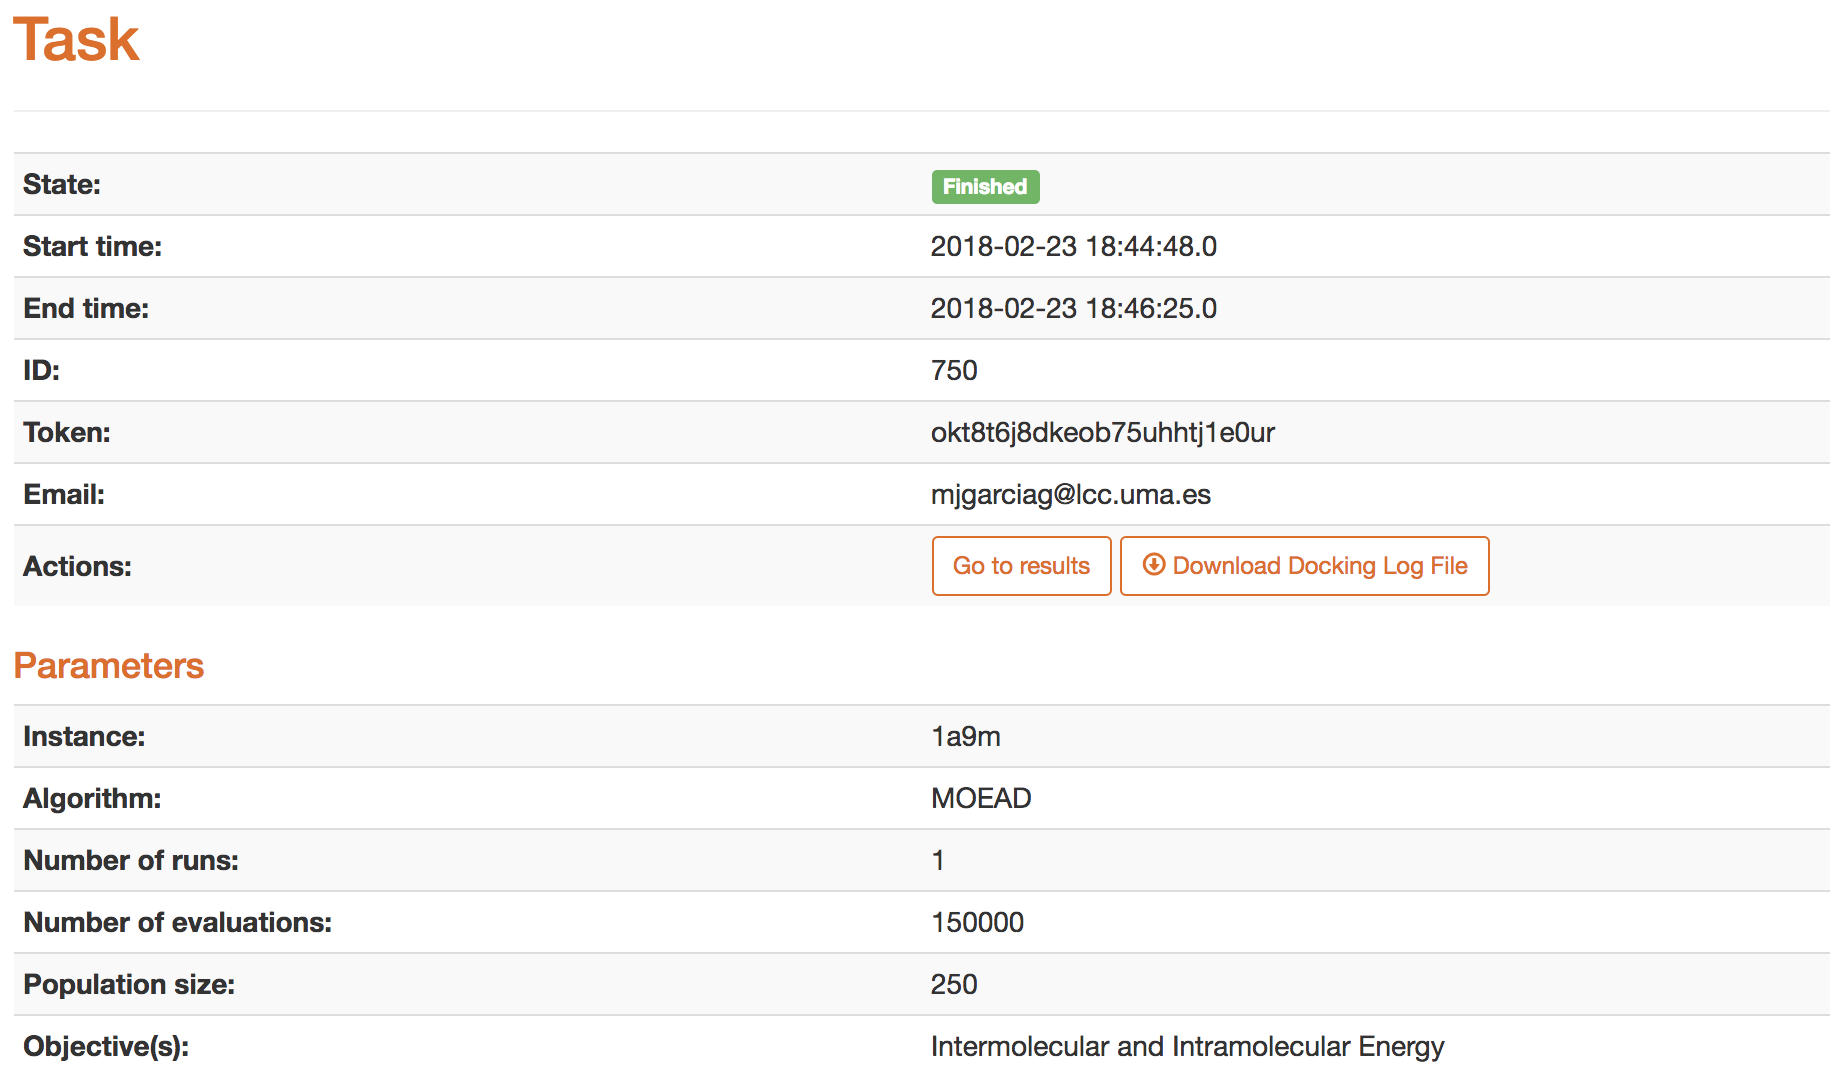 Task
State: Finished
Start time: 2018-02-23 18:44:48.0
End time: 2018-02-23 18:46:25.0
ID: 750
Token: okt8t6j8dkeob75uhhtj1e0ur
Email: mjgarciag@lcc.uma.es
Actions: Go to results Download Docking Log File
Parameters
Instance: 1a9m
Algorithm: MOEAD
Number of runs: 1
Number of evaluations: 150000
Population size: 250
Objective(s): Intermolecular and Intramolecular Energy